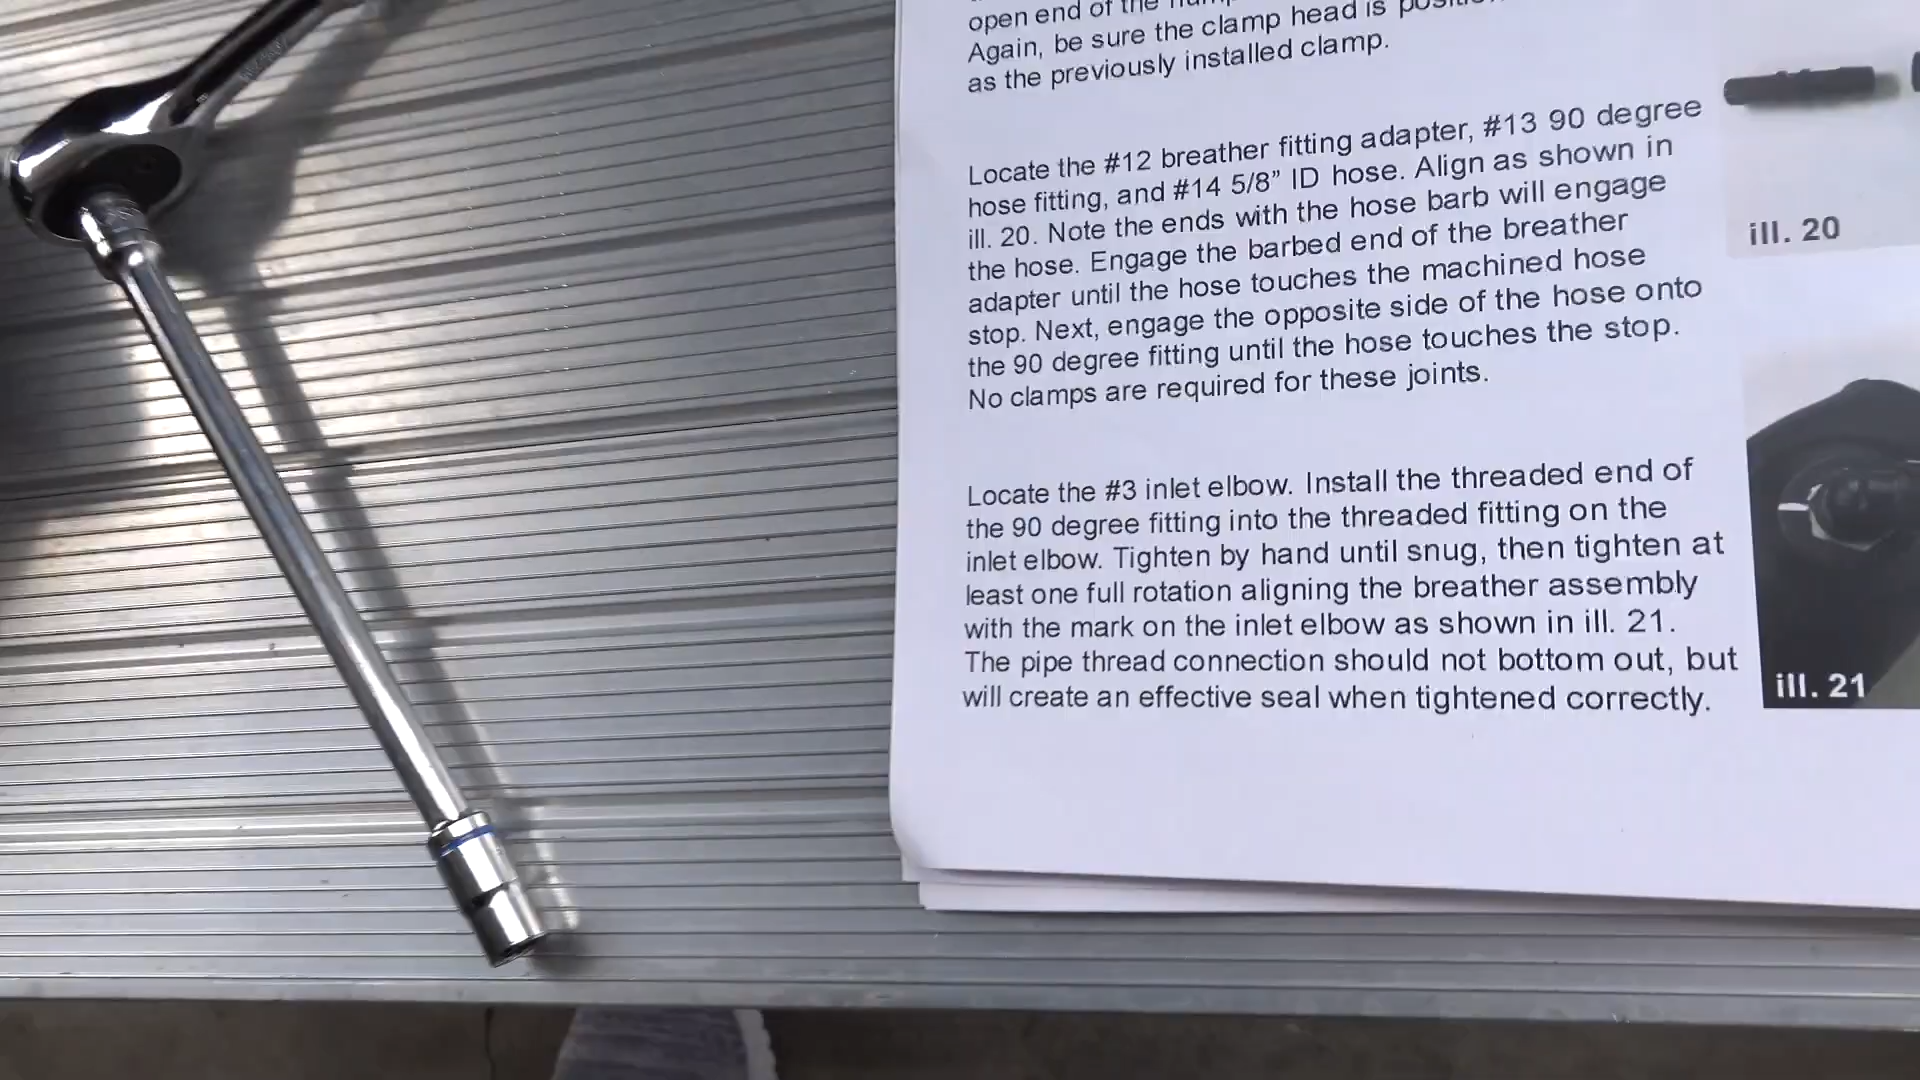 open end of the
Again, be sure the clamp head is
as the previously installed clamp.
Locate the #12 breather fitting adapter, #13 90 degree
hose fitting, and #14 5/8” ID hose. Align as shown in
ill. 20. Note the ends with the hose barb will engage
the hose. Engage the barbed end of the breather
adapter until the hose touches the machined hose
stop. Next, engage the opposite side of the hose onto
the 90 degree fitting until the hose touches the stop.
No clamps are required for these joints.
ill. 20
Locate the #3 inlet elbow. Install the threaded end of
the 90 degree fitting into the threaded fitting on the
inlet elbow. Tighten by hand until snug, then tighten at
least one full rotation aligning the breather assembly
with the mark on the inlet elbow as shown in ill. 21.
The pipe thread connection should not bottom out, but
will create an effective seal when tightened correctly.
ill. 21